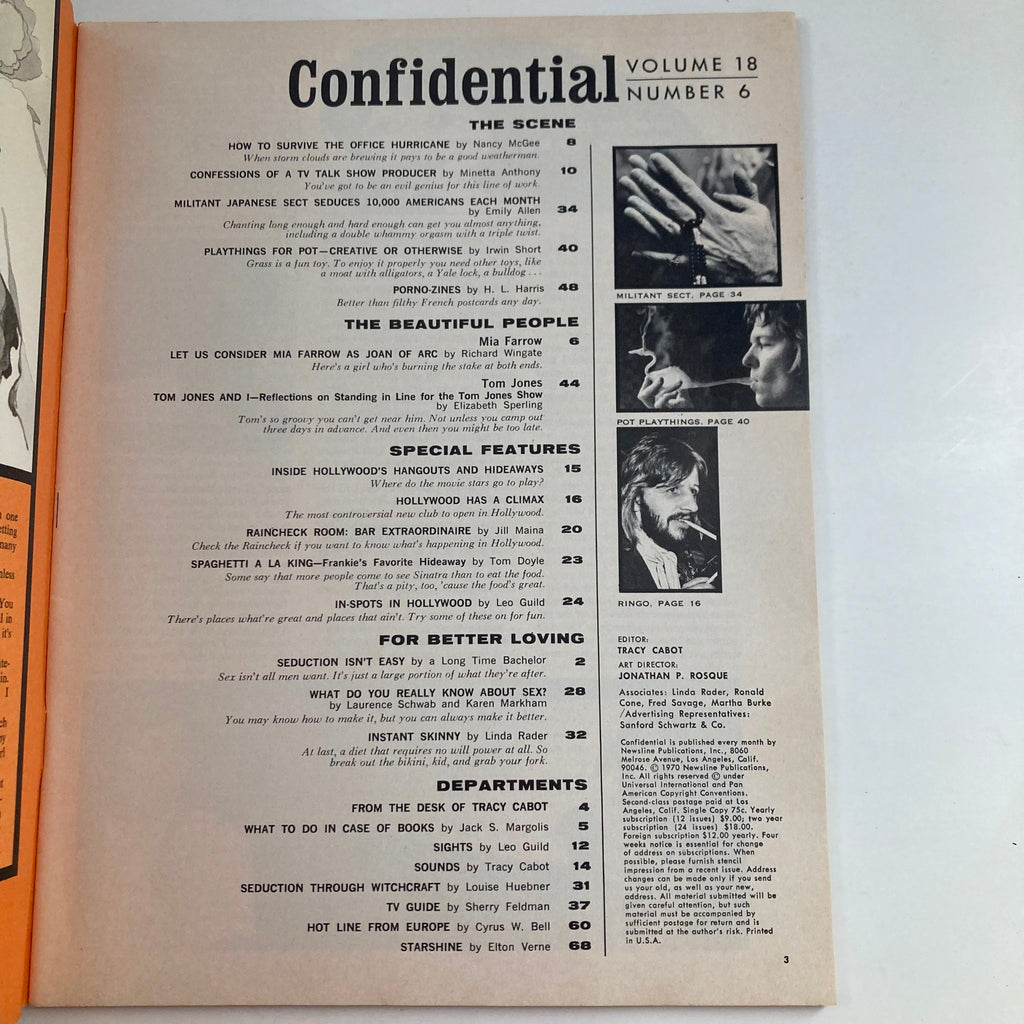 Confidential
VOLUME 18
NUMBER 6
THE SCENE
HOW TO SURVIVE THE OFFICE HURRICANE by Nancy McGee 8
When storm clouds are brewing it pays to be a good weatherman.
CONFESSIONS OF A TV TALK SHOW PRODUCER by Minetta Anthony 10
You've got to be an evil genius for this line of work.
MILITANT JAPANESE SECT SEDUCES 10,000 AMERICANS EACH MONTH
by Emily Allen 34
Chanting long enough and hard enough can get you almost anything,
including a double whammy orgasm with a triple twist.
PLAYTHINGS FOR POT—CREATIVE OR OTHERWISE by Irwin Short 40
Grass is a fun toy. To enjoy it properly you need other toys, like
a moat with alligators, a Yale lock, a bulldog . . .
PORNO-ZINES by H. L. Harris 48
Better than filthy French postcards any day.
THE BEAUTIFUL PEOPLE
Mia Farrow 6
LET US CONSIDER MIA FARROW AS JOAN OF ARC by Richard Wingate
Here's a girl who's burning the stake at both ends.
Tom Jones 44
TOM JONES AND I—Reflections on Standing in Line for the Tom Jones Show
by Elizabeth Sperling
Tom's so groovy you can't get near him. Not unless you camp out
three days in advance. And even then you might be too late.
SPECIAL FEATURES
INSIDE HOLLYWOOD'S HANGOUTS AND HIDEAWAYS 15
Where do the movie stars go to play?
HOLLYWOOD HAS A CLIMAX 16
The most controversial new club to open in Hollywood.
RAINCHECK ROOM: BAR EXTRAORDINAIRE by Jill Maina 20
Check the Raincheck if you want to know what's happening in Hollywood.
SPAGHETTI A LA KING—Frankie's Favorite Hideaway by Tom Doyle 23
Some say that more people come to see Sinatra than to eat the food.
That's a pity, too, 'cause the food's great.
IN-SPOTS IN HOLLYWOOD by Leo Guild 24
There's places what're great and places that ain't. Try some of these on for fun.
FOR BETTER LOVING
SEDUCTION ISN'T EASY by a Long Time Bachelor 2
Sex isn't all men want. It's just a large portion of what they're after.
WHAT DO YOU REALLY KNOW ABOUT SEX? 28
by Laurence Schwab and Karen Markham
You may know how to make it, but you can always make it better.
INSTANT SKINNY by Linda Rader 32
At last, a diet that requires no will power at all. So
break out the bikini, kid, and grab your fork.
DEPARTMENTS
FROM THE DESK OF TRACY CABOT 4
WHAT TO DO IN CASE OF BOOKS by Jack S. Margolis 5
SIGHTS by Leo Guild 12
SOUNDS by Tracy Cabot 14
SEDUCTION THROUGH WITCHCRAFT by Louise Huebner 31
TV GUIDE by Sherry Feldman 37
HOT LINE FROM EUROPE by Cyrus W. Bell 60
STARSHINE by Elton Verne 68
MILITANT SECT, PAGE 34
POT PLAYTHINGS, PAGE 40
RINGO, PAGE 16
EDITOR:
TRACY CABOT
ART DIRECTOR:
JONATHAN P. ROSQUE
Associates: Linda Rader, Ronald
Cone, Fred Savage, Martha Burke
/Advertising Representatives:
Sanford Schwartz & Co.
Confidential is published every month by
Newsline Publications, Inc., 8060
Melrose Avenue, Los Angeles, Calif.
90046. © 1970 Newsline Publications,
Inc. All rights reserved © under
Universal International and Pan
American Copyright Conventions.
Second-class postage paid at Los
Angeles, Calif. Single Copy 75c. Yearly
subscription (12 issues) $9.00; two year
subscription (24 issues) $18.00.
Foreign subscription $12.00 yearly. Four
weeks notice is essential for change
of address on subscriptions. When
possible, please furnish stencil
impression from a recent issue. Address
changes can be made only if you send
us your old, as well as your new,
address. All material submitted will be
given careful attention, but such
material must be accompanied by
sufficient postage for return and is
submitted at the author's risk. Printed
in U.S.A.
3